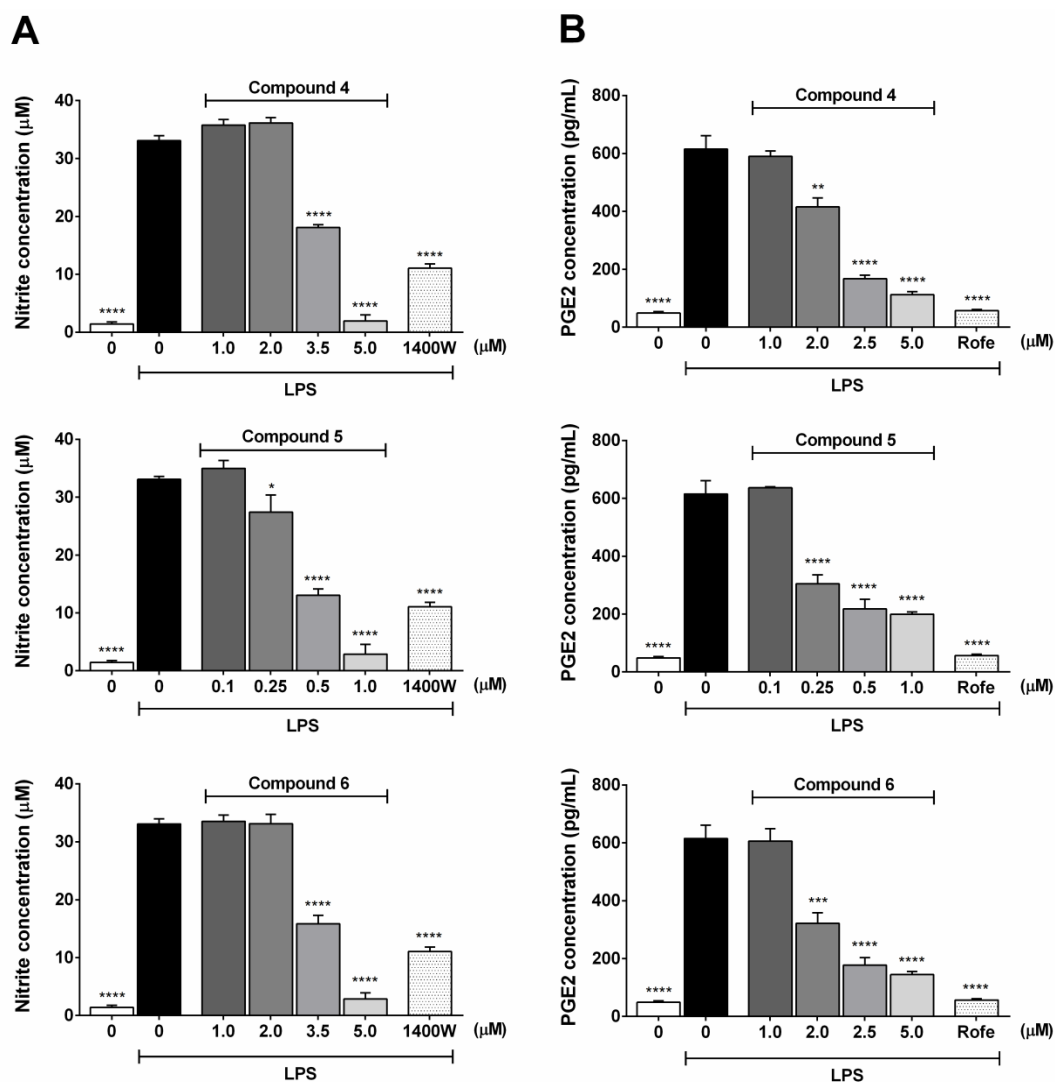 A
Compound 4
Nitrite concentration (μM)
40
30
20
10
0
**** **** **** ****
0 0 1.0 2.0 3.5 5.0 1400W (μM)
LPS
B
Compound 4
PGE2 concentration (pg/mL)
800
600
400
200
0
**** ** **** **** ****
0 0 1.0 2.0 2.5 5.0 Rofe (μM)
LPS
Compound 5
Nitrite concentration (μM)
40
30
20
10
0
**** * **** **** ****
0 0 0.1 0.25 0.5 1.0 1400W (μM)
LPS
Compound 5
PGE2 concentration (pg/mL)
800
600
400
200
0
**** **** **** **** ****
0 0 0.1 0.25 0.5 1.0 Rofe (μM)
LPS
Compound 6
Nitrite concentration (μM)
40
30
20
10
0
**** **** **** ****
0 0 1.0 2.0 3.5 5.0 1400W (μM)
LPS
Compound 6
PGE2 concentration (pg/mL)
800
600
400
200
0
**** *** **** **** ****
0 0 1.0 2.0 2.5 5.0 Rofe (μM)
LPS